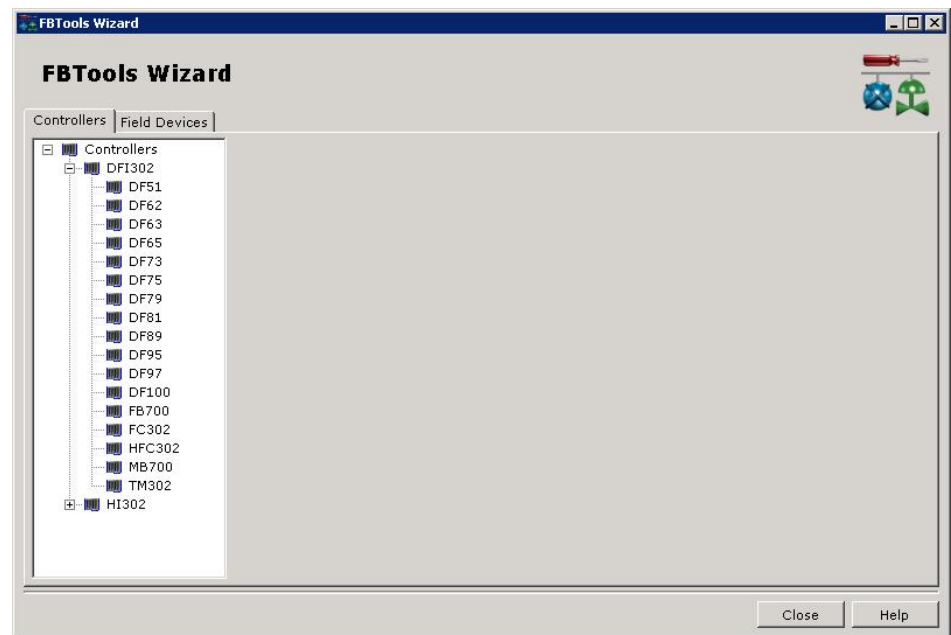 FBTools Wizard
FBTools Wizard
Controllers
Field Devices
Controllers
DFI302
DF51
DF62
DF63
DF65
DF73
DF75
DF79
DF81
DF89
DF95
DF97
DF100
FB700
FC302
HFC302
MB700
TM302
HI302
Close
Help